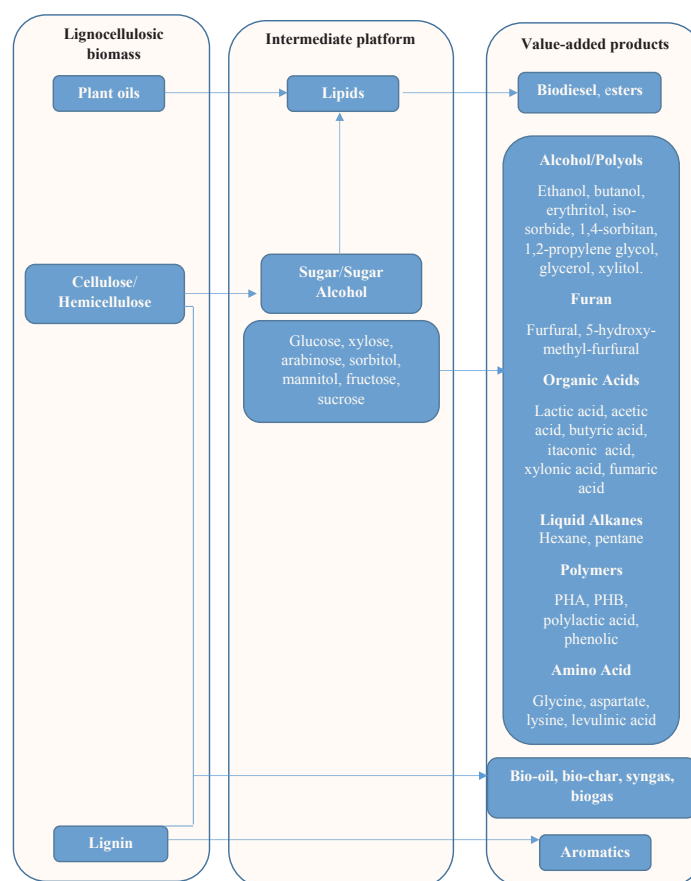 Lignocellulosic
biomass
Plant oils
Cellulose/
Hemicellulose
Lignin
Intermediate platform
Lipids
Sugar/Sugar
Alcohol
Glucose, xylose,
arabinose, sorbitol,
mannitol, fructose,
sucrose
Value-added products
Biodiesel, esters
Alcohol/Polyols
Ethanol, butanol,
erythritol, iso-
sorbide, 1,4-sorbitan,
1,2-propylene glycol,
glycerol, xylitol.
Furan
Furfural, 5-hydroxy-
methyl-furfural
Organic Acids
Lactic acid, acetic
acid, butyric acid,
itaconic acid,
xylonic acid, fumaric
acid
Liquid Alkanes
Hexane, pentane
Polymers
PHA, PHB,
polylactic acid,
phenolic
Amino Acid
Glycine, aspartate,
lysine, levulinic acid
Bio-oil, bio-char, syngas,
biogas
Aromatics